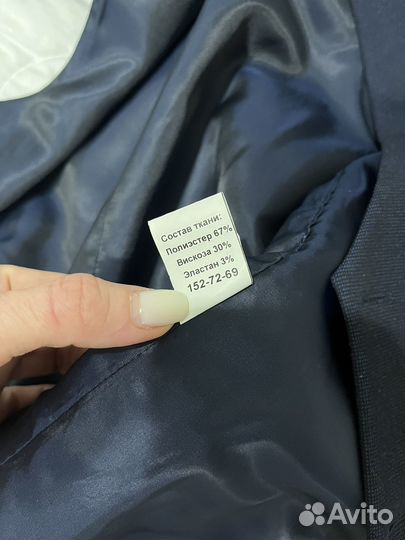 Состав ткани:
Полиэстер 67%
Вискоза 30%
Эластан 3%
152-72-69
Avito